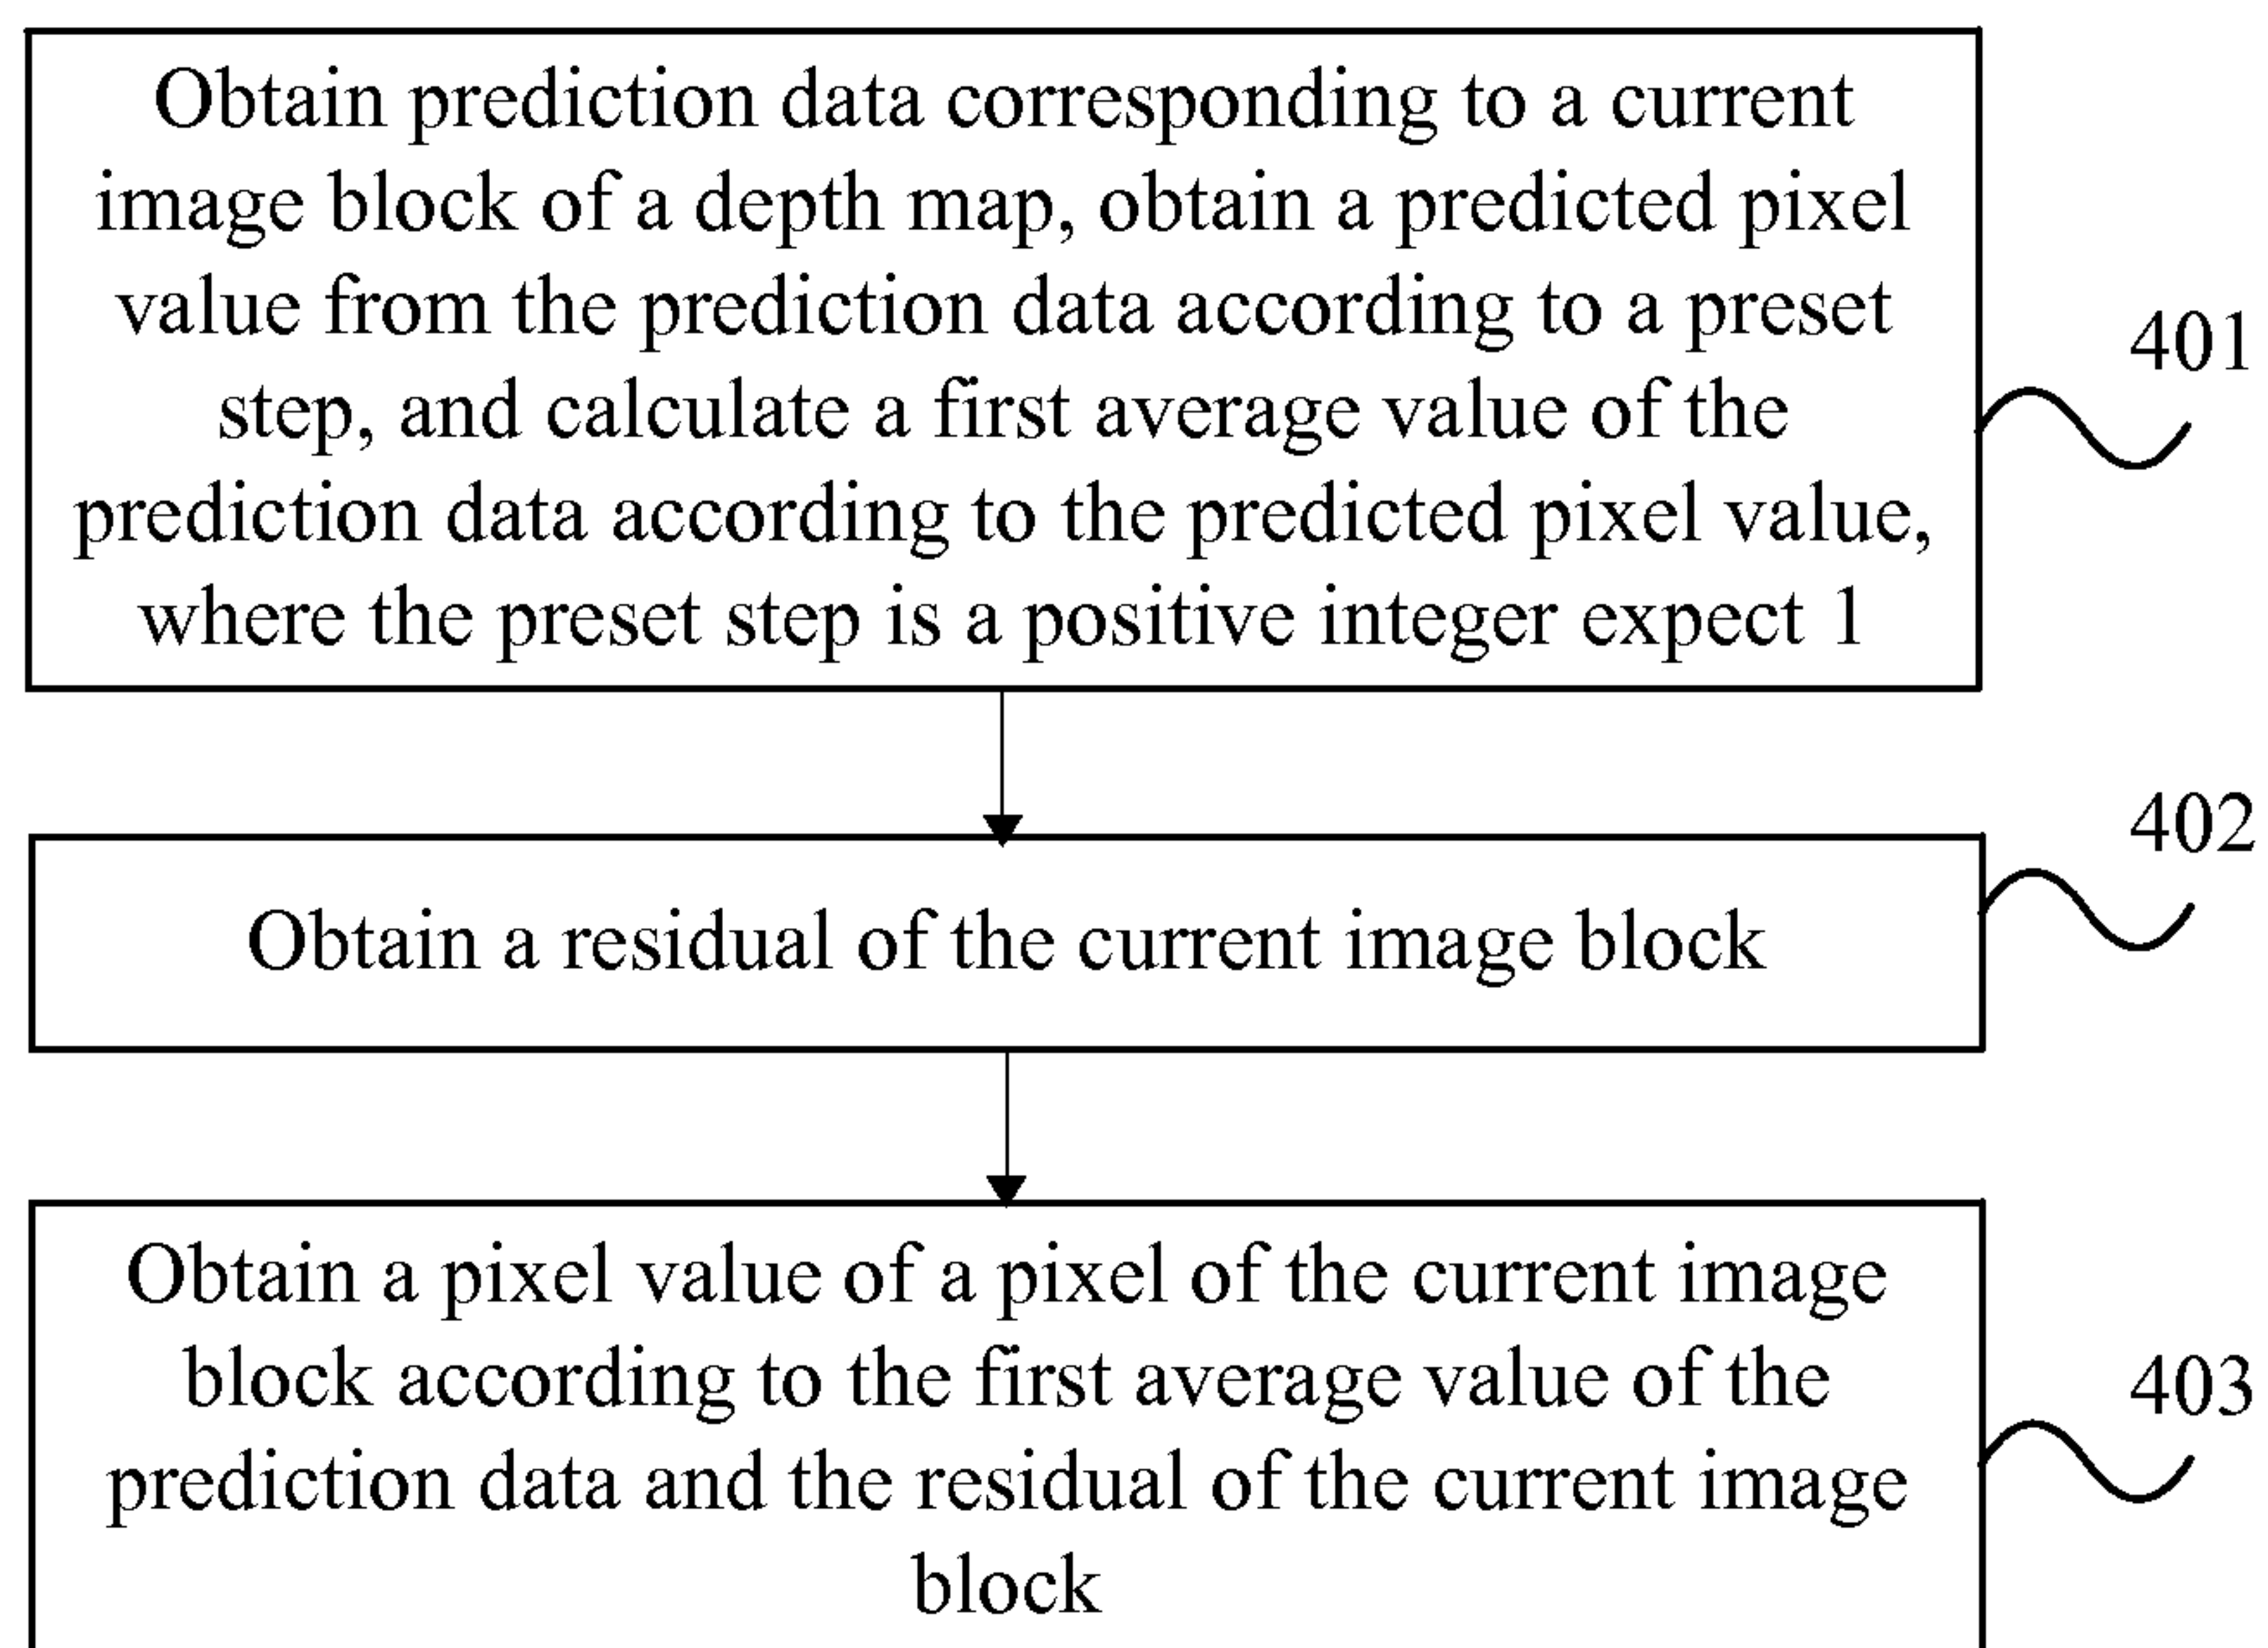 Obtain prediction data corresponding to a current
image block of a depth map, obtain a predicted pixel
value from the prediction data according to a preset
step, and calculate a first average value of the
prediction data according to the predicted pixel value,
where the preset step is a positive integer expect 1
401
Obtain a residual of the current image block
402
Obtain a pixel value of a pixel of the current image
block according to the first average value of the
prediction data and the residual of the current image
block
403